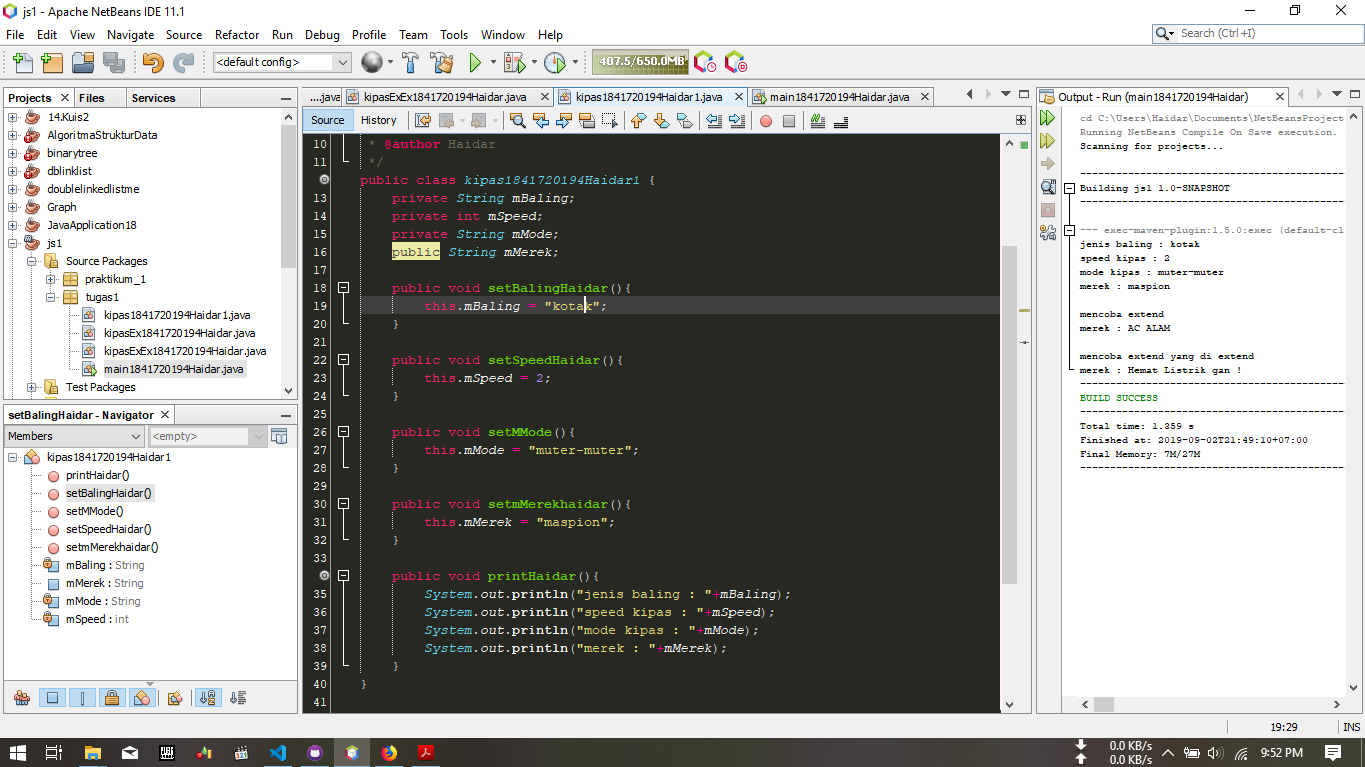 js1 - Apache NetBeans IDE 11.1
File Edit View Navigate Source Refactor Run Debug Profile Team Tools Window Help
Search (Ctrl+I)
<default config>
407.5/650.0MB
Projects Files Services
14.Kuis2
AlgoritmaStrukturData
binarytree
dblinklist
doublelinkedlistme
Graph
JavaApplication18
js1
Source Packages
praktikum_1
tugas1
kipas1841720194Haidar1.java
kipasEx1841720194Haidar.java
kipasExEx1841720194Haidar.java
main1841720194Haidar.java
Test Packages
setBalingHaidar - Navigator
Members
<empty>
kipas1841720194Haidar1
printHaidar()
setBalingHaidar()
setMMode()
setSpeedHaidar()
setmMerekhaidar()
mBaling : String
mMerek : String
mMode : String
mSpeed : int
....java kipasExEx1841720194Haidar.java kipas1841720194Haidar1.java main1841720194Haidar.java
Source History
10 * @author Haidar
11 */
public class kipas1841720194Haidar1 {
13 private String mBaling;
14 private int mSpeed;
15 private String mMode;
16 public String mMerek;
17
18 public void setBalingHaidar(){
19 this.mBaling = "kotak";
20 }
21
22 public void setSpeedHaidar(){
23 this.mSpeed = 2;
24 }
25
26 public void setMMode(){
27 this.mMode = "muter-muter";
28 }
29
30 public void setmMerekhaidar(){
31 this.mMerek = "maspion";
32 }
33
public void printHaidar(){
35 System.out.println("jenis baling : "+mBaling);
36 System.out.println("speed kipas : "+mSpeed);
37 System.out.println("mode kipas : "+mMode);
38 System.out.println("merek : "+mMerek);
39 }
40 }
41
Output - Run (main1841720194Haidar)
cd C:\Users\Haidar\Documents\NetBeansProject
Running NetBeans Compile On Save execution.
Scanning for projects...
Building js1 1.0-SNAPSHOT
--- exec-maven-plugin:1.5.0:exec (default-cl
jenis baling : kotak
speed kipas : 2
mode kipas : muter-muter
merek : maspion
mencoba extend
merek : AC ALAM
mencoba extend yang di extend
merek : Hemat Listrik gan !
BUILD SUCCESS
Total time: 1.359 s
Finished at: 2019-09-02T21:49:10+07:00
Final Memory: 7M/27M
19:29 INS
0.0 KB/s
0.0 KB/s
9:52 PM